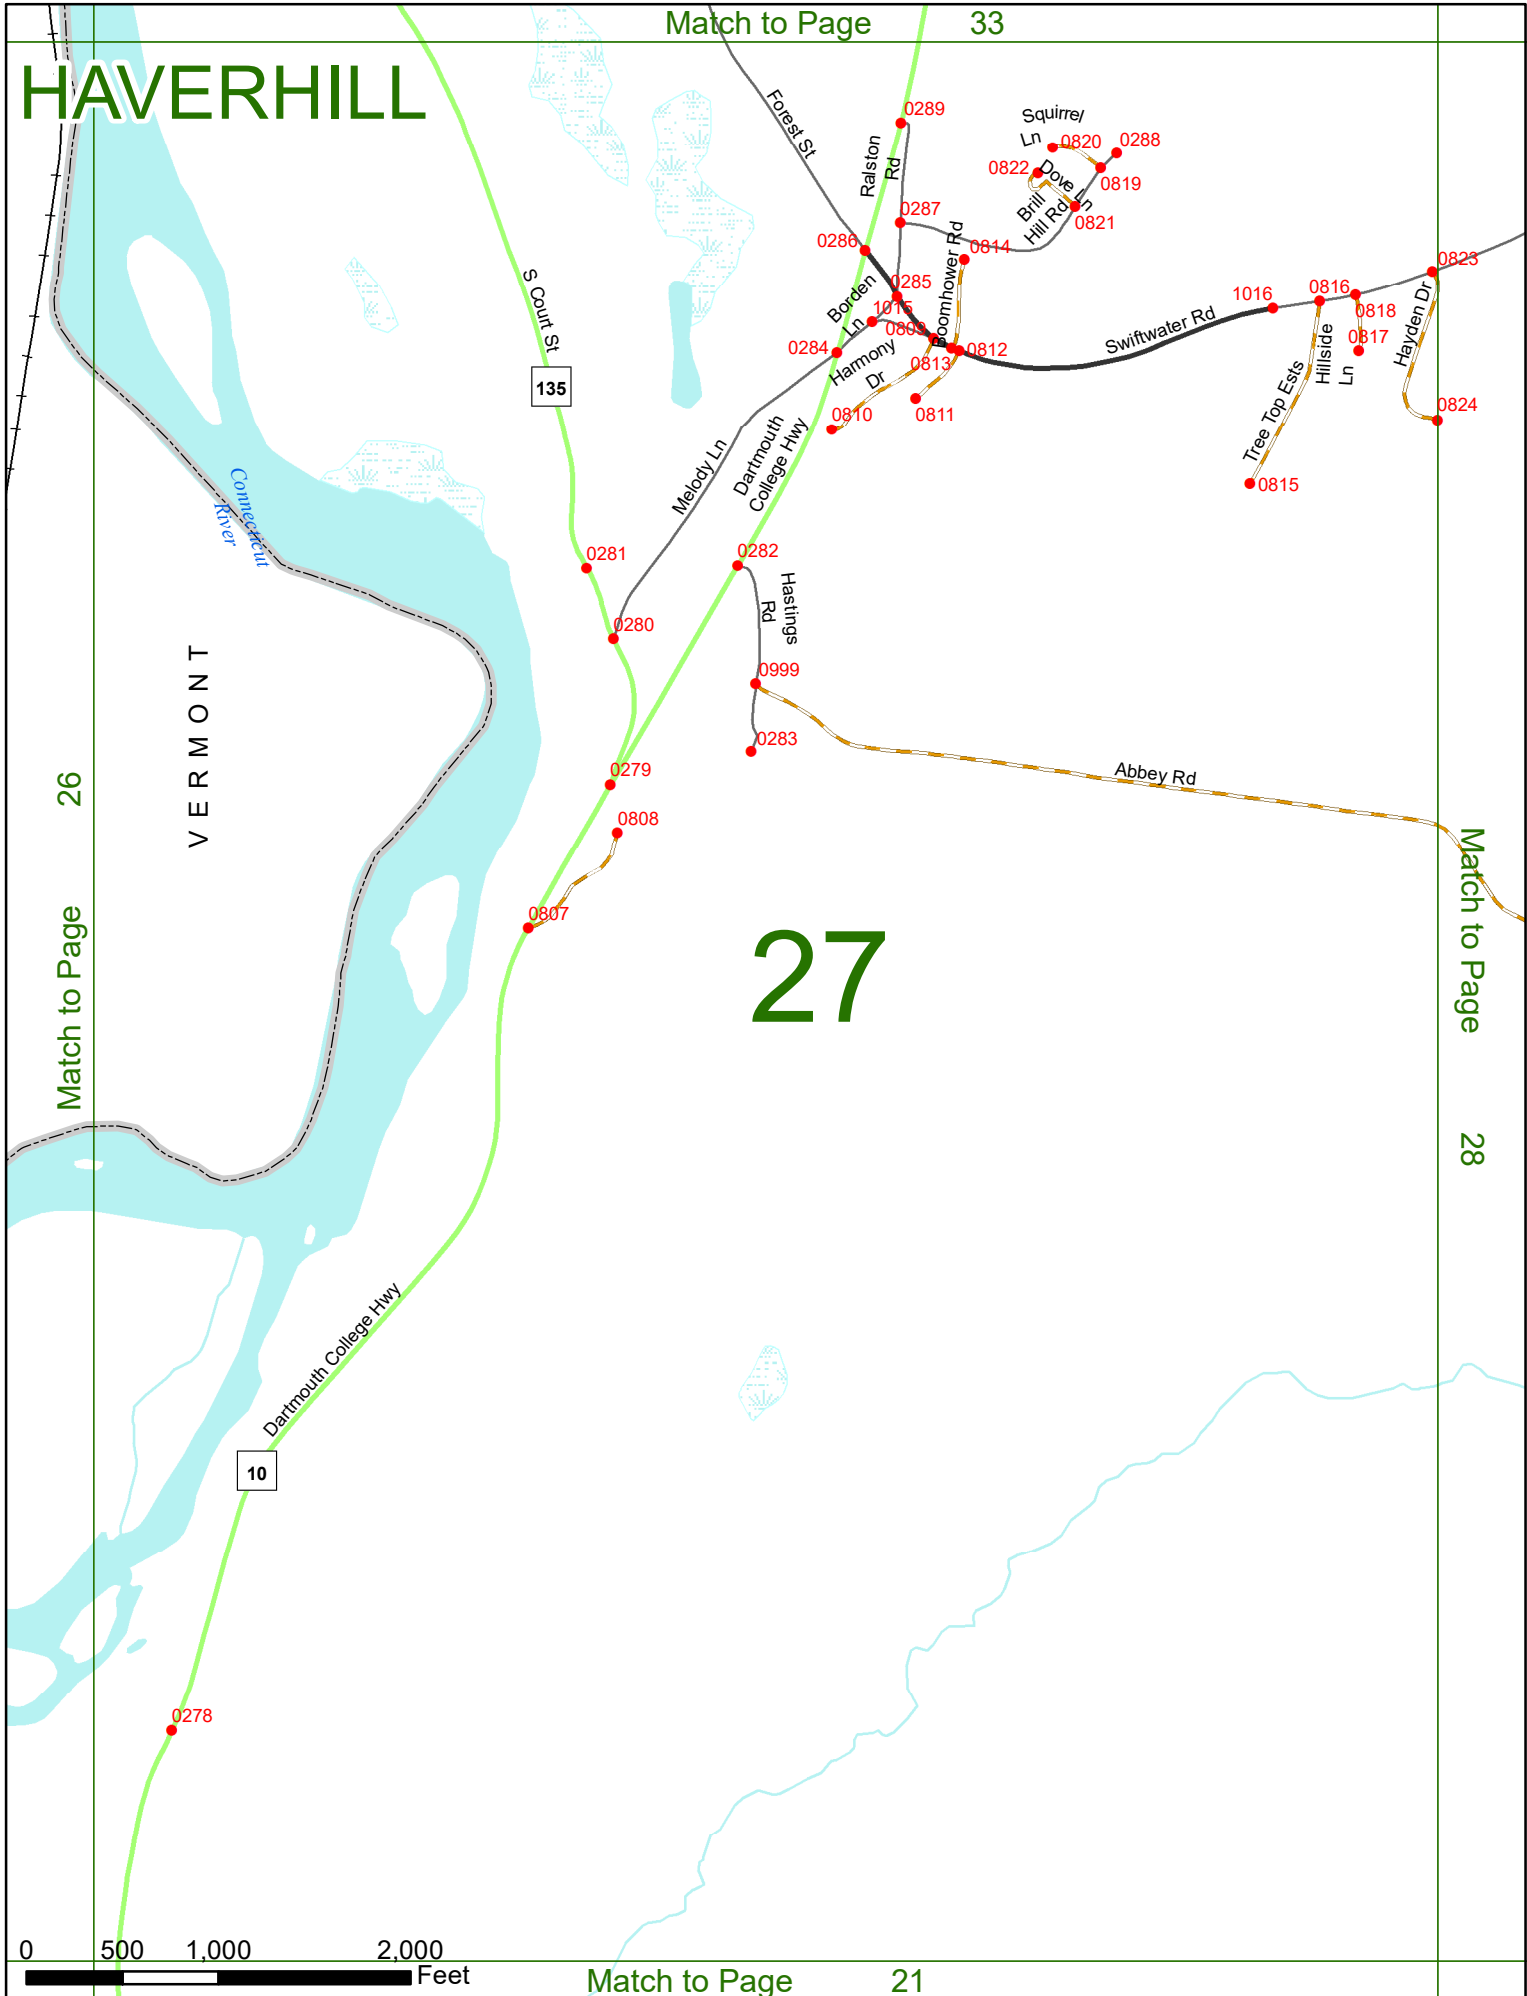 Match to Page 33
HAVERHILL
Forest St
Ralston
Rd
0289
Squirrel
Ln
0820
0288
0822
Dove Ln
0819
Brill
Hill Rd
0821
0287
0286
Boomhower Rd
0814
S Court St
0285
Borden
Ln
1015
0809
0823
1016
0816
0818
Hayden Dr
Swiftwater Rd
0284
Harmony
Dr
0813
0812
Hillside
Ln
0817
135
0810
0811
Tree Top Ests
0824
Melody Ln
Dartmouth
College Hwy
0815
Connecticut
River
0281
0282
Hastings
Rd
0280
VERMONT
0999
0283
Abbey Rd
0279
0808
0807
27
Match to Page 26
Match to Page 28
Dartmouth College Hwy
10
0278
0 500 1,000 2,000
Feet
Match to Page 21